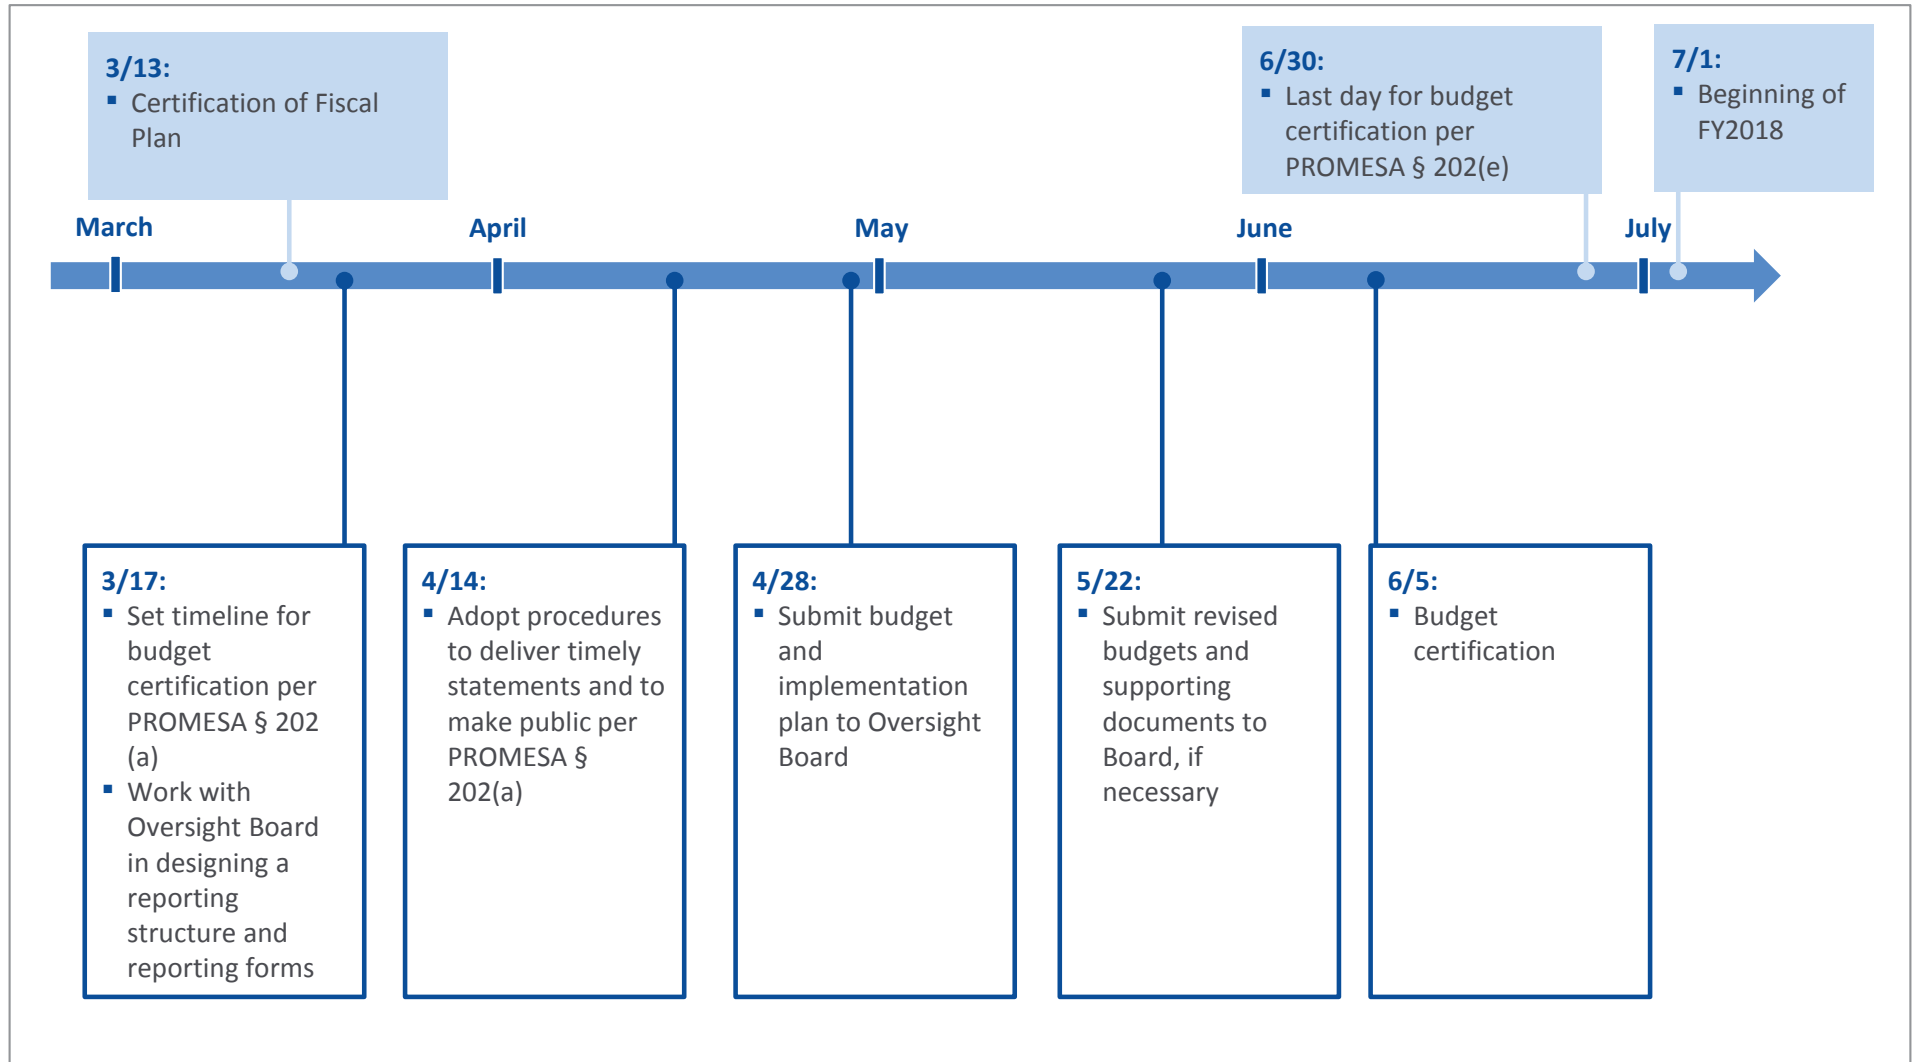 3/13:
▪ Certification of Fiscal
Plan
6/30:
▪ Last day for budget
certification per
PROMESA § 202(e)
7/1:
▪ Beginning of
FY2018
March
April
May
June
July
3/17:
▪ Set timeline for
budget
certification per
PROMESA § 202
(a)
▪ Work with
Oversight Board
in designing a
reporting
structure and
reporting forms
4/14:
▪ Adopt procedures
to deliver timely
statements and to
make public per
PROMESA §
202(a)
4/28:
▪ Submit budget
and
implementation
plan to Oversight
Board
5/22:
▪ Submit revised
budgets and
supporting
documents to
Board, if
necessary
6/5:
▪ Budget
certification